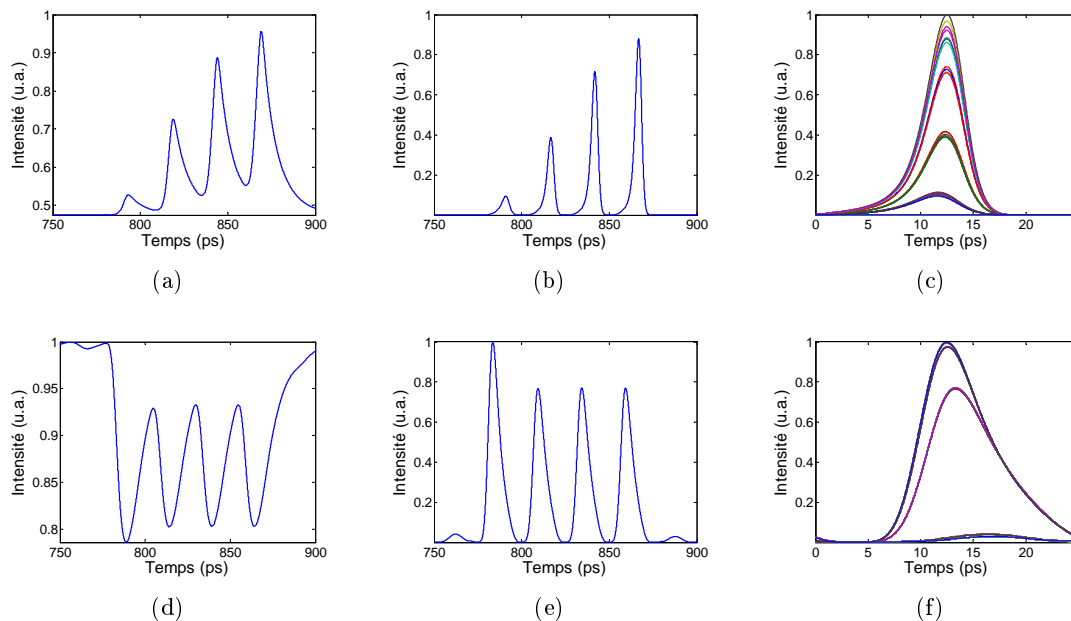 1
0.9
0.8
0.7
0.6
0.5
750 800 850 900
Intensité (u.a.)
Temps (ps)
(a)
1
0.8
0.6
0.4
0.2
750 800 850 900
Intensité (u.a.)
Temps (ps)
(b)
1
0.8
0.6
0.4
0.2
0 5 10 15 20
Intensité (u.a.)
Temps (ps)
(c)
1
0.95
0.9
0.85
0.8
750 800 850 900
Intensité (u.a.)
Temps (ps)
(d)
1
0.8
0.6
0.4
0.2
750 800 850 900
Intensité (u.a.)
Temps (ps)
(e)
1
0.8
0.6
0.4
0.2
0 5 10 15 20
Intensité (u.a.)
Temps (ps)
(f)